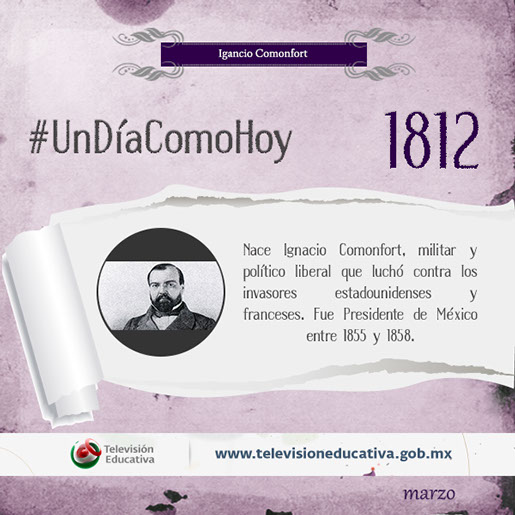 Igancio Comonfort
#UnDíaComoHoy
1812
Nace Ignacio Comonfort, militar y
político liberal que luchó contra los
invasores estadounidenses y
franceses. Fue Presidente de México
entre 1855 y 1858.
Televisión
Educativa
www.televisioneducativa.gob.mx
marzo